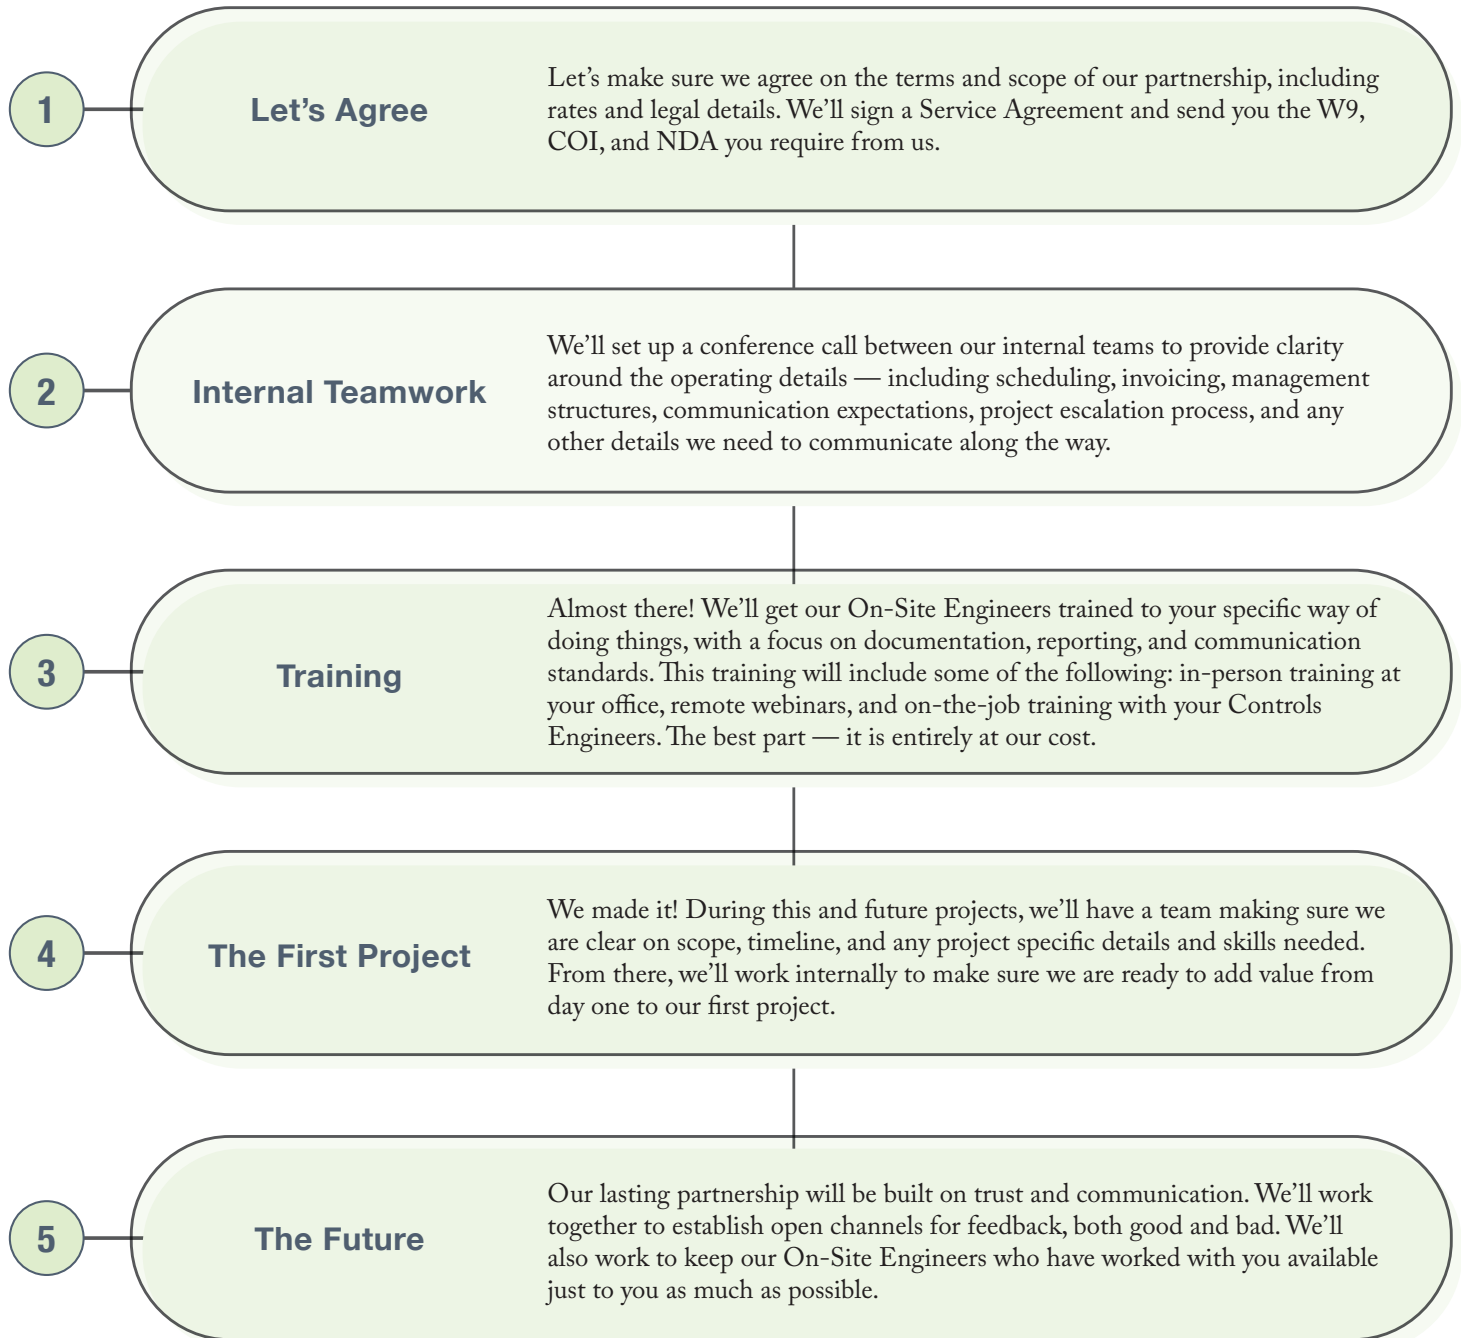 1
Let’s Agree
Let’s make sure we agree on the terms and scope of our partnership, including
rates and legal details. We’ll sign a Service Agreement and send you the W9,
COI, and NDA you require from us.
2
Internal Teamwork
We’ll set up a conference call between our internal teams to provide clarity
around the operating details — including scheduling, invoicing, management
structures, communication expectations, project escalation process, and any
other details we need to communicate along the way.
3
Training
Almost there! We’ll get our On-Site Engineers trained to your specific way of
doing things, with a focus on documentation, reporting, and communication
standards. This training will include some of the following: in-person training at
your office, remote webinars, and on-the-job training with your Controls
Engineers. The best part — it is entirely at our cost.
4
The First Project
We made it! During this and future projects, we’ll have a team making sure we
are clear on scope, timeline, and any project specific details and skills needed.
From there, we’ll work internally to make sure we are ready to add value from
day one to our first project.
5
The Future
Our lasting partnership will be built on trust and communication. We’ll work
together to establish open channels for feedback, both good and bad. We’ll
also work to keep our On-Site Engineers who have worked with you available
just to you as much as possible.